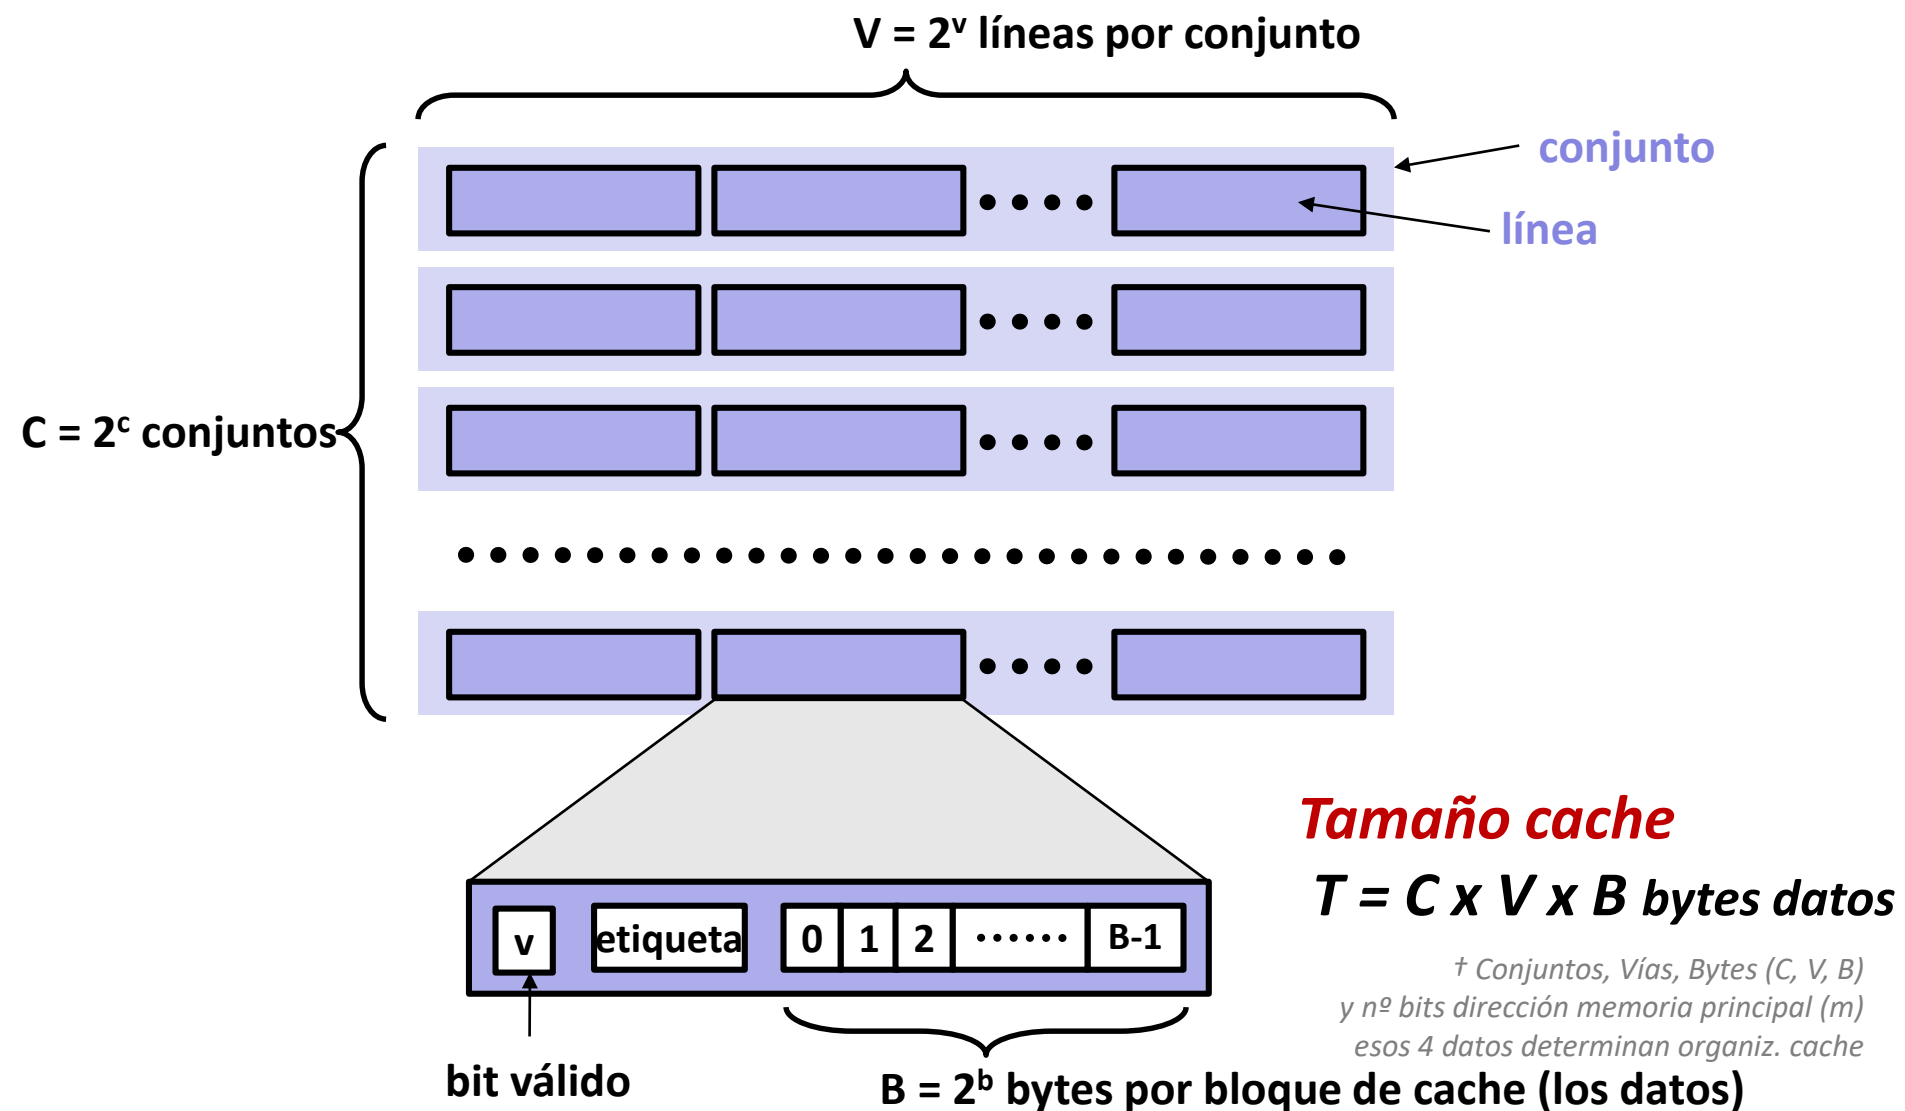 V = 2ᵛ líneas por conjunto
conjunto
línea
C = 2ᶜ conjuntos
Tamaño cache
T = C x V x B bytes datos
v
etiqueta
0 1 2 •••••• B-1
† Conjuntos, Vías, Bytes (C, V, B)
y nº bits dirección memoria principal (m)
esos 4 datos determinan organiz. cache
bit válido
B = 2ᵇ bytes por bloque de cache (los datos)